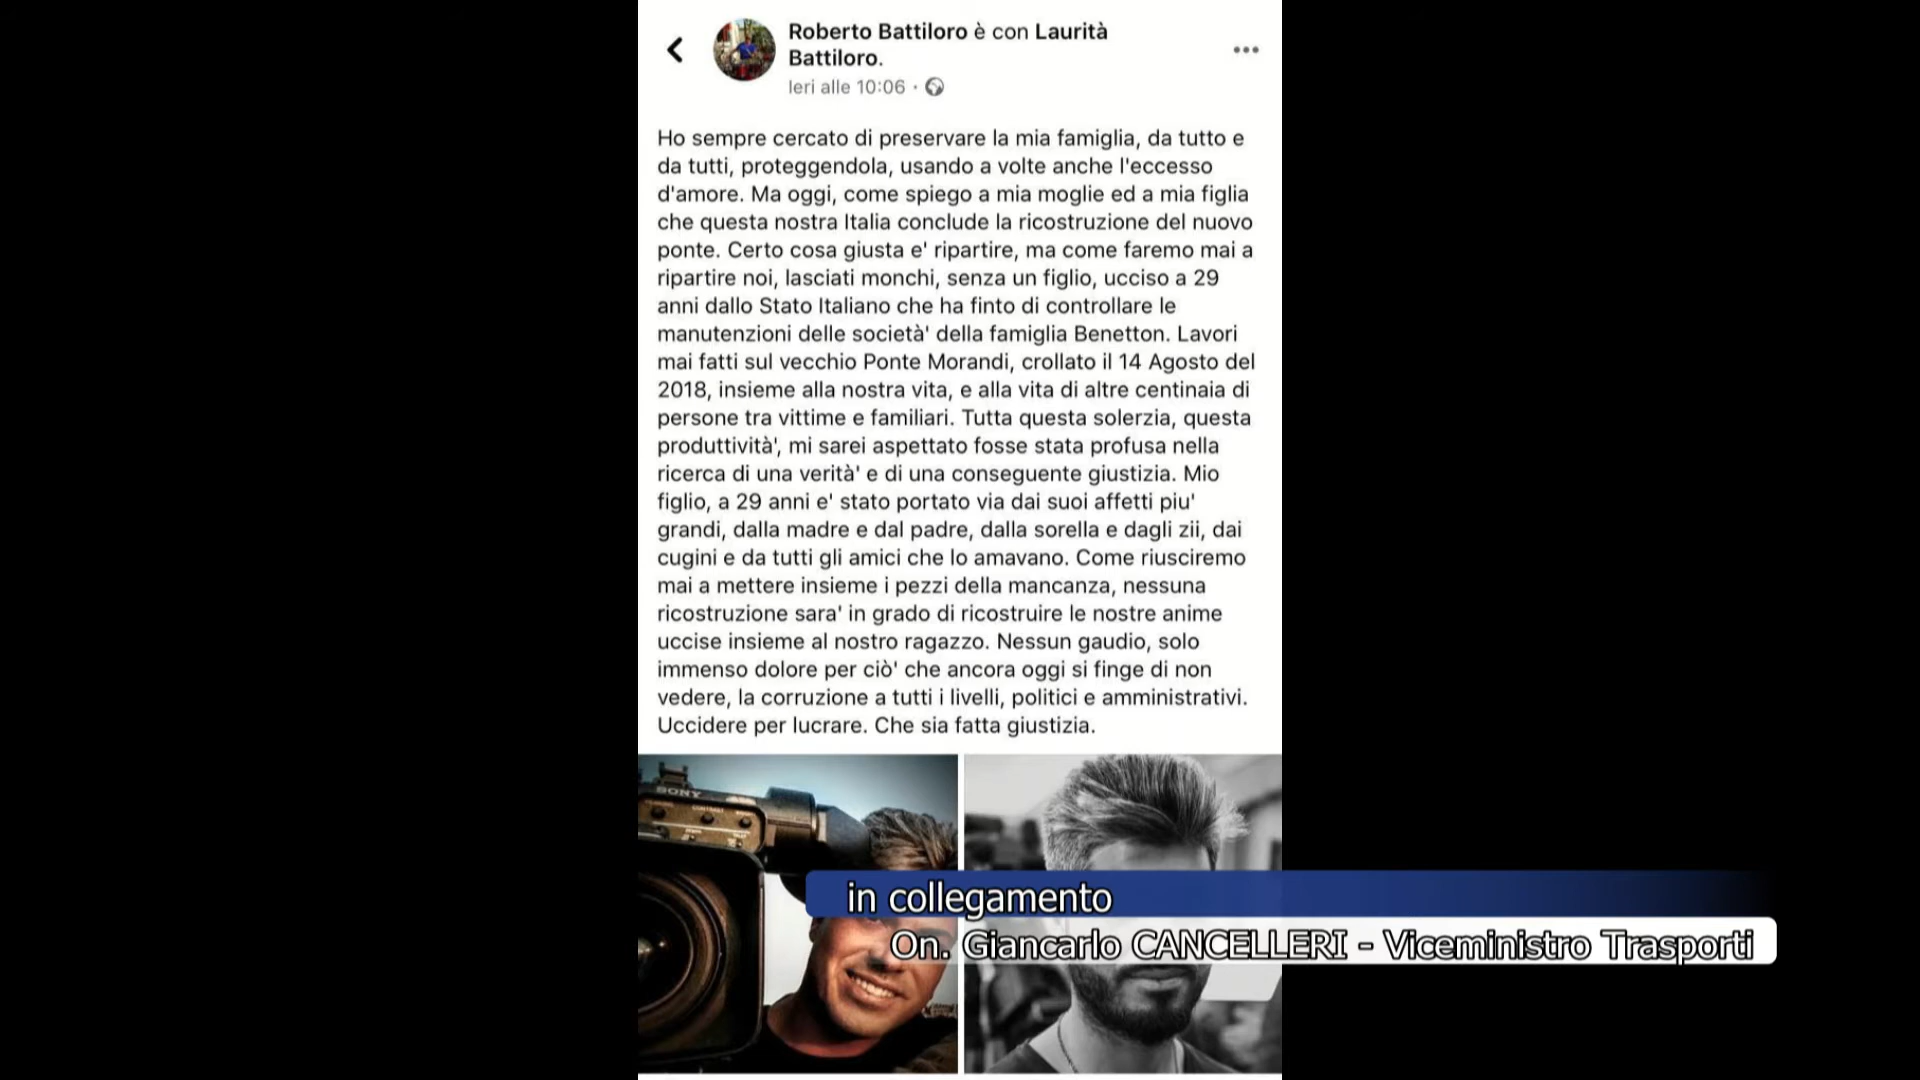 Roberto Battiloro è con Laurità
Battiloro.
Ieri alle 10:06 ·
Ho sempre cercato di preservare la mia famiglia, da tutto e
da tutti, proteggendola, usando a volte anche l'eccesso
d'amore. Ma oggi, come spiego a mia moglie ed a mia figlia
che questa nostra Italia conclude la ricostruzione del nuovo
ponte. Certo cosa giusta e' ripartire, ma come faremo mai a
ripartire noi, lasciati monchi, senza un figlio, ucciso a 29
anni dallo Stato Italiano che ha finto di controllare le
manutenzioni delle società' della famiglia Benetton. Lavori
mai fatti sul vecchio Ponte Morandi, crollato il 14 Agosto del
2018, insieme alla nostra vita, e alla vita di altre centinaia di
persone tra vittime e familiari. Tutta questa solerzia, questa
produttività', mi sarei aspettato fosse stata profusa nella
ricerca di una verità' e di una conseguente giustizia. Mio
figlio, a 29 anni e' stato portato via dai suoi affetti piu'
grandi, dalla madre e dal padre, dalla sorella e dagli zii, dai
cugini e da tutti gli amici che lo amavano. Come riusciremo
mai a mettere insieme i pezzi della mancanza, nessuna
ricostruzione sara' in grado di ricostruire le nostre anime
uccise insieme al nostro ragazzo. Nessun gaudio, solo
immenso dolore per ciò' che ancora oggi si finge di non
vedere, la corruzione a tutti i livelli, politici e amministrativi.
Uccidere per lucrare. Che sia fatta giustizia.
SONY
in collegamento
On. Giancarlo CANCELLERI - Viceministro Trasporti